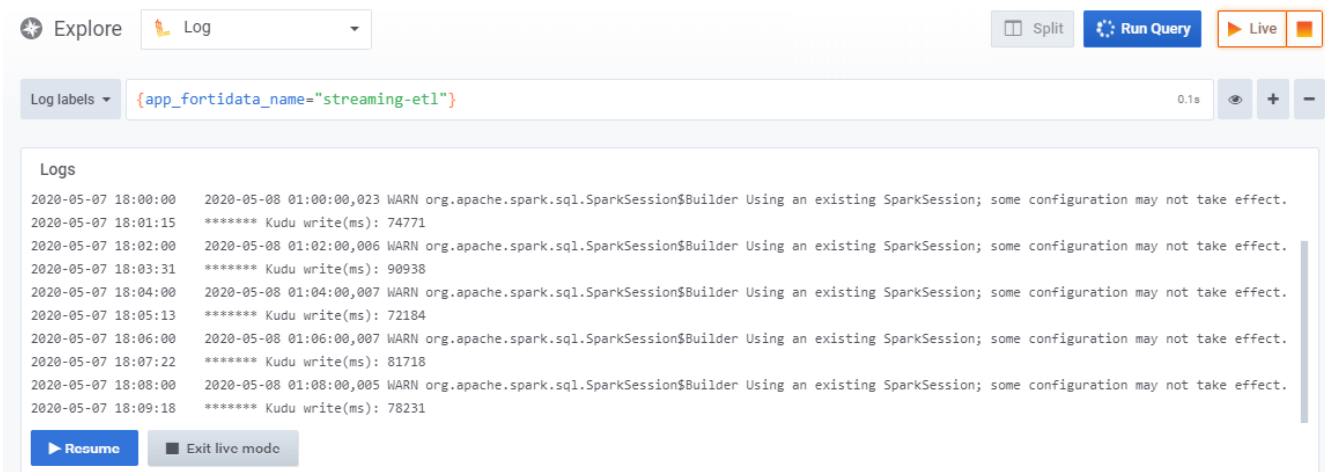 Explore Log Split Run Query Live
Log labels {app_fortidata_name="streaming-etl"} 0.1s
Logs
2020-05-07 18:00:00 2020-05-08 01:00:00,023 WARN org.apache.spark.sql.SparkSession$Builder Using an existing SparkSession; some configuration may not take effect.
2020-05-07 18:01:15 ******* Kudu write(ms): 74771
2020-05-07 18:02:00 2020-05-08 01:02:00,006 WARN org.apache.spark.sql.SparkSession$Builder Using an existing SparkSession; some configuration may not take effect.
2020-05-07 18:03:31 ******* Kudu write(ms): 90938
2020-05-07 18:04:00 2020-05-08 01:04:00,007 WARN org.apache.spark.sql.SparkSession$Builder Using an existing SparkSession; some configuration may not take effect.
2020-05-07 18:05:13 ******* Kudu write(ms): 72184
2020-05-07 18:06:00 2020-05-08 01:06:00,007 WARN org.apache.spark.sql.SparkSession$Builder Using an existing SparkSession; some configuration may not take effect.
2020-05-07 18:07:22 ******* Kudu write(ms): 81718
2020-05-07 18:08:00 2020-05-08 01:08:00,005 WARN org.apache.spark.sql.SparkSession$Builder Using an existing SparkSession; some configuration may not take effect.
2020-05-07 18:09:18 ******* Kudu write(ms): 78231
Resume Exit live mode